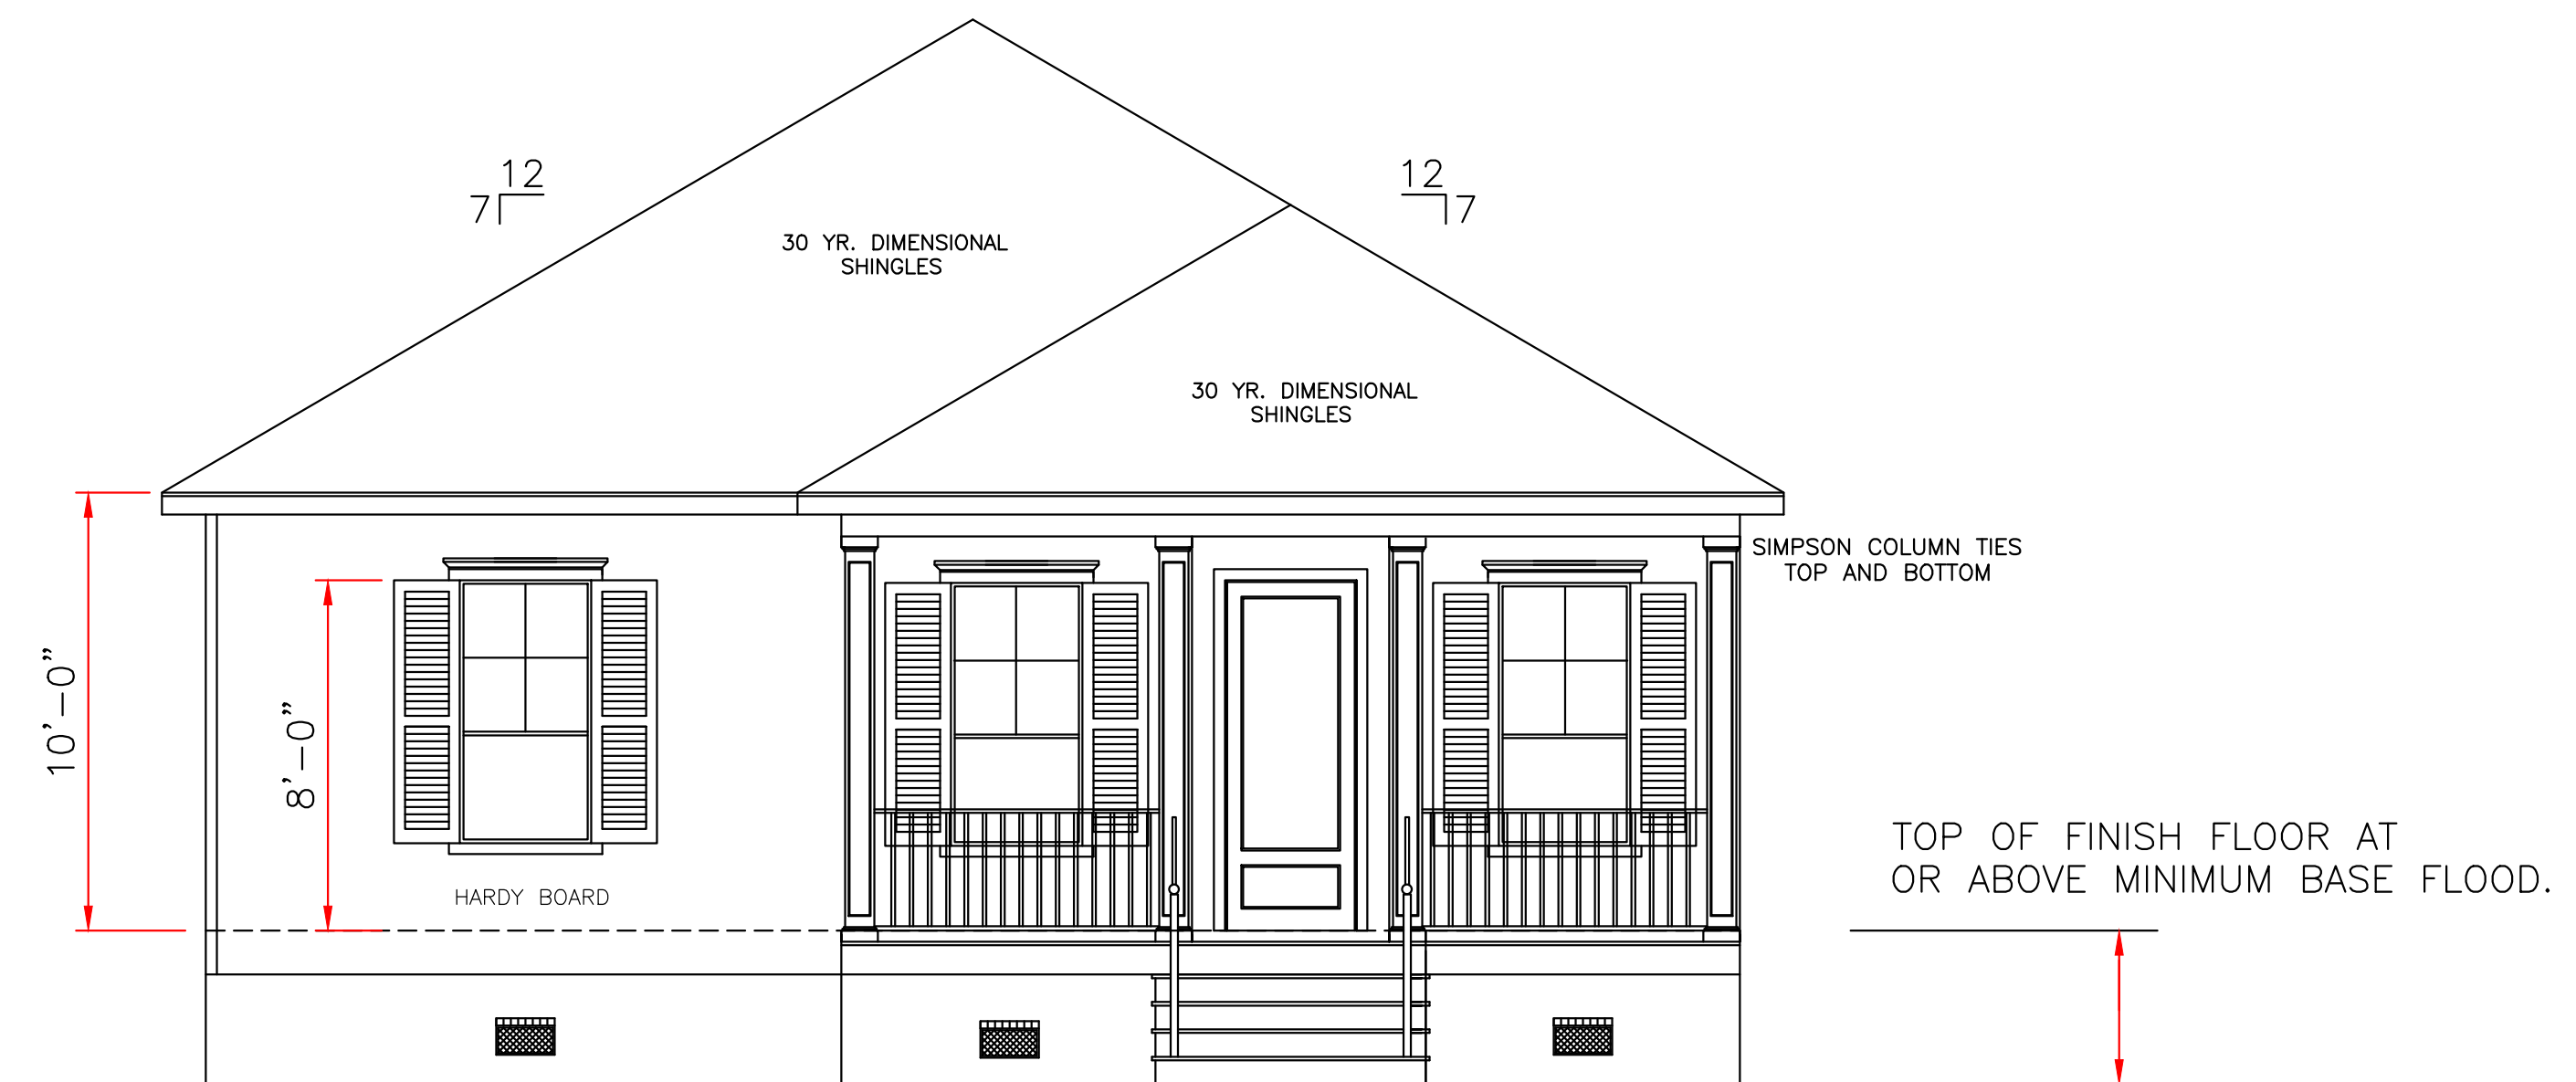 12
7
12
7
30 YR. DIMENSIONAL
SHINGLES
30 YR. DIMENSIONAL
SHINGLES
SIMPSON COLUMN TIES
TOP AND BOTTOM
10'-0"
8'-0"
TOP OF FINISH FLOOR AT
OR ABOVE MINIMUM BASE FLOOD.
HARDY BOARD